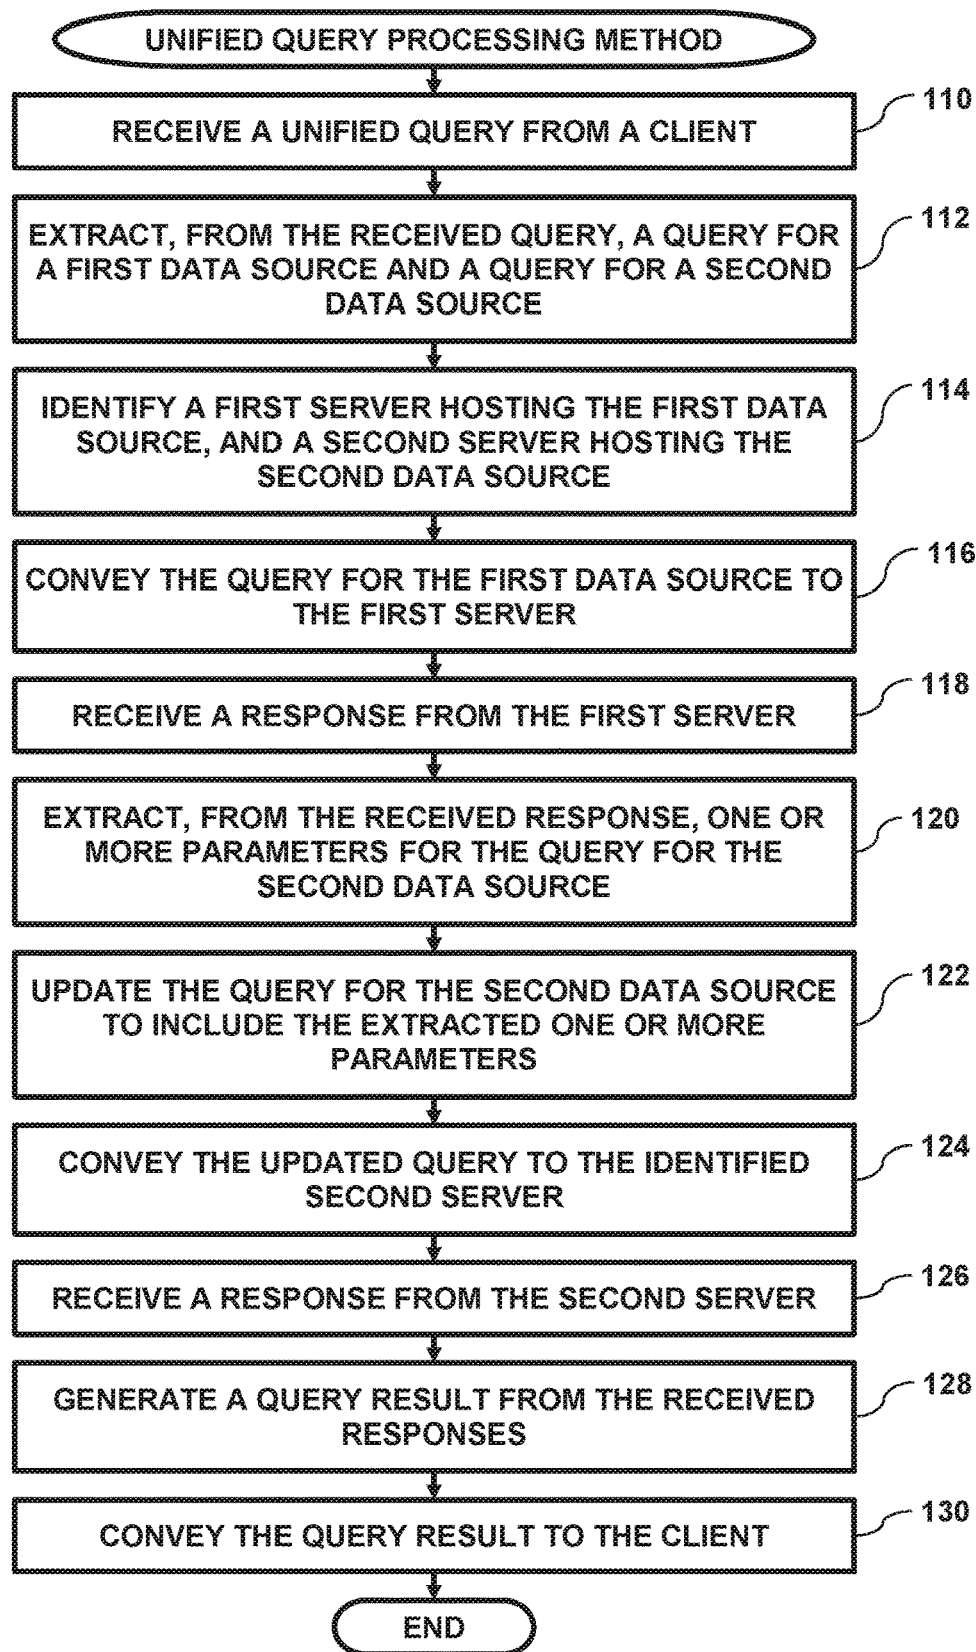 UNIFIED QUERY PROCESSING METHOD
110
RECEIVE A UNIFIED QUERY FROM A CLIENT
112
EXTRACT, FROM THE RECEIVED QUERY, A QUERY FOR
A FIRST DATA SOURCE AND A QUERY FOR A SECOND
DATA SOURCE
114
IDENTIFY A FIRST SERVER HOSTING THE FIRST DATA
SOURCE, AND A SECOND SERVER HOSTING THE
SECOND DATA SOURCE
116
CONVEY THE QUERY FOR THE FIRST DATA SOURCE TO
THE FIRST SERVER
118
RECEIVE A RESPONSE FROM THE FIRST SERVER
120
EXTRACT, FROM THE RECEIVED RESPONSE, ONE OR
MORE PARAMETERS FOR THE QUERY FOR THE
SECOND DATA SOURCE
122
UPDATE THE QUERY FOR THE SECOND DATA SOURCE
TO INCLUDE THE EXTRACTED ONE OR MORE
PARAMETERS
124
CONVEY THE UPDATED QUERY TO THE IDENTIFIED
SECOND SERVER
126
RECEIVE A RESPONSE FROM THE SECOND SERVER
128
GENERATE A QUERY RESULT FROM THE RECEIVED
RESPONSES
130
CONVEY THE QUERY RESULT TO THE CLIENT
END